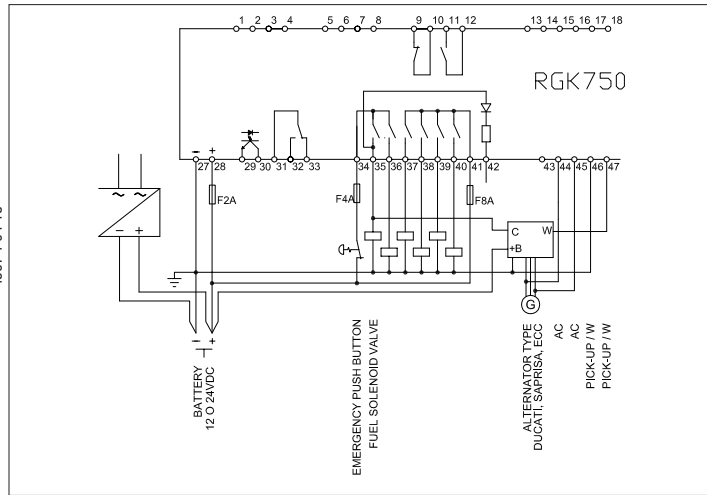 1 2 3 4 5 6 7 8 9 10 11 12 13 14 15 16 17 18
RGK750
– +
27 28 29 30 31 32 33 34 35 36 37 38 39 40 41 42 43 44 45 46 47
F2A
F4A
F8A
~ ~
– +
C W
+B
G
– +
BATTERY
12 O 24VDC
EMERGENCY PUSH BUTTON
FUEL SOLENOID VALVE
ALTERNATOR TYPE
DUCATI, SAPRISA, ECC
AC
AC
PICK-UP / W
PICK-UP / W